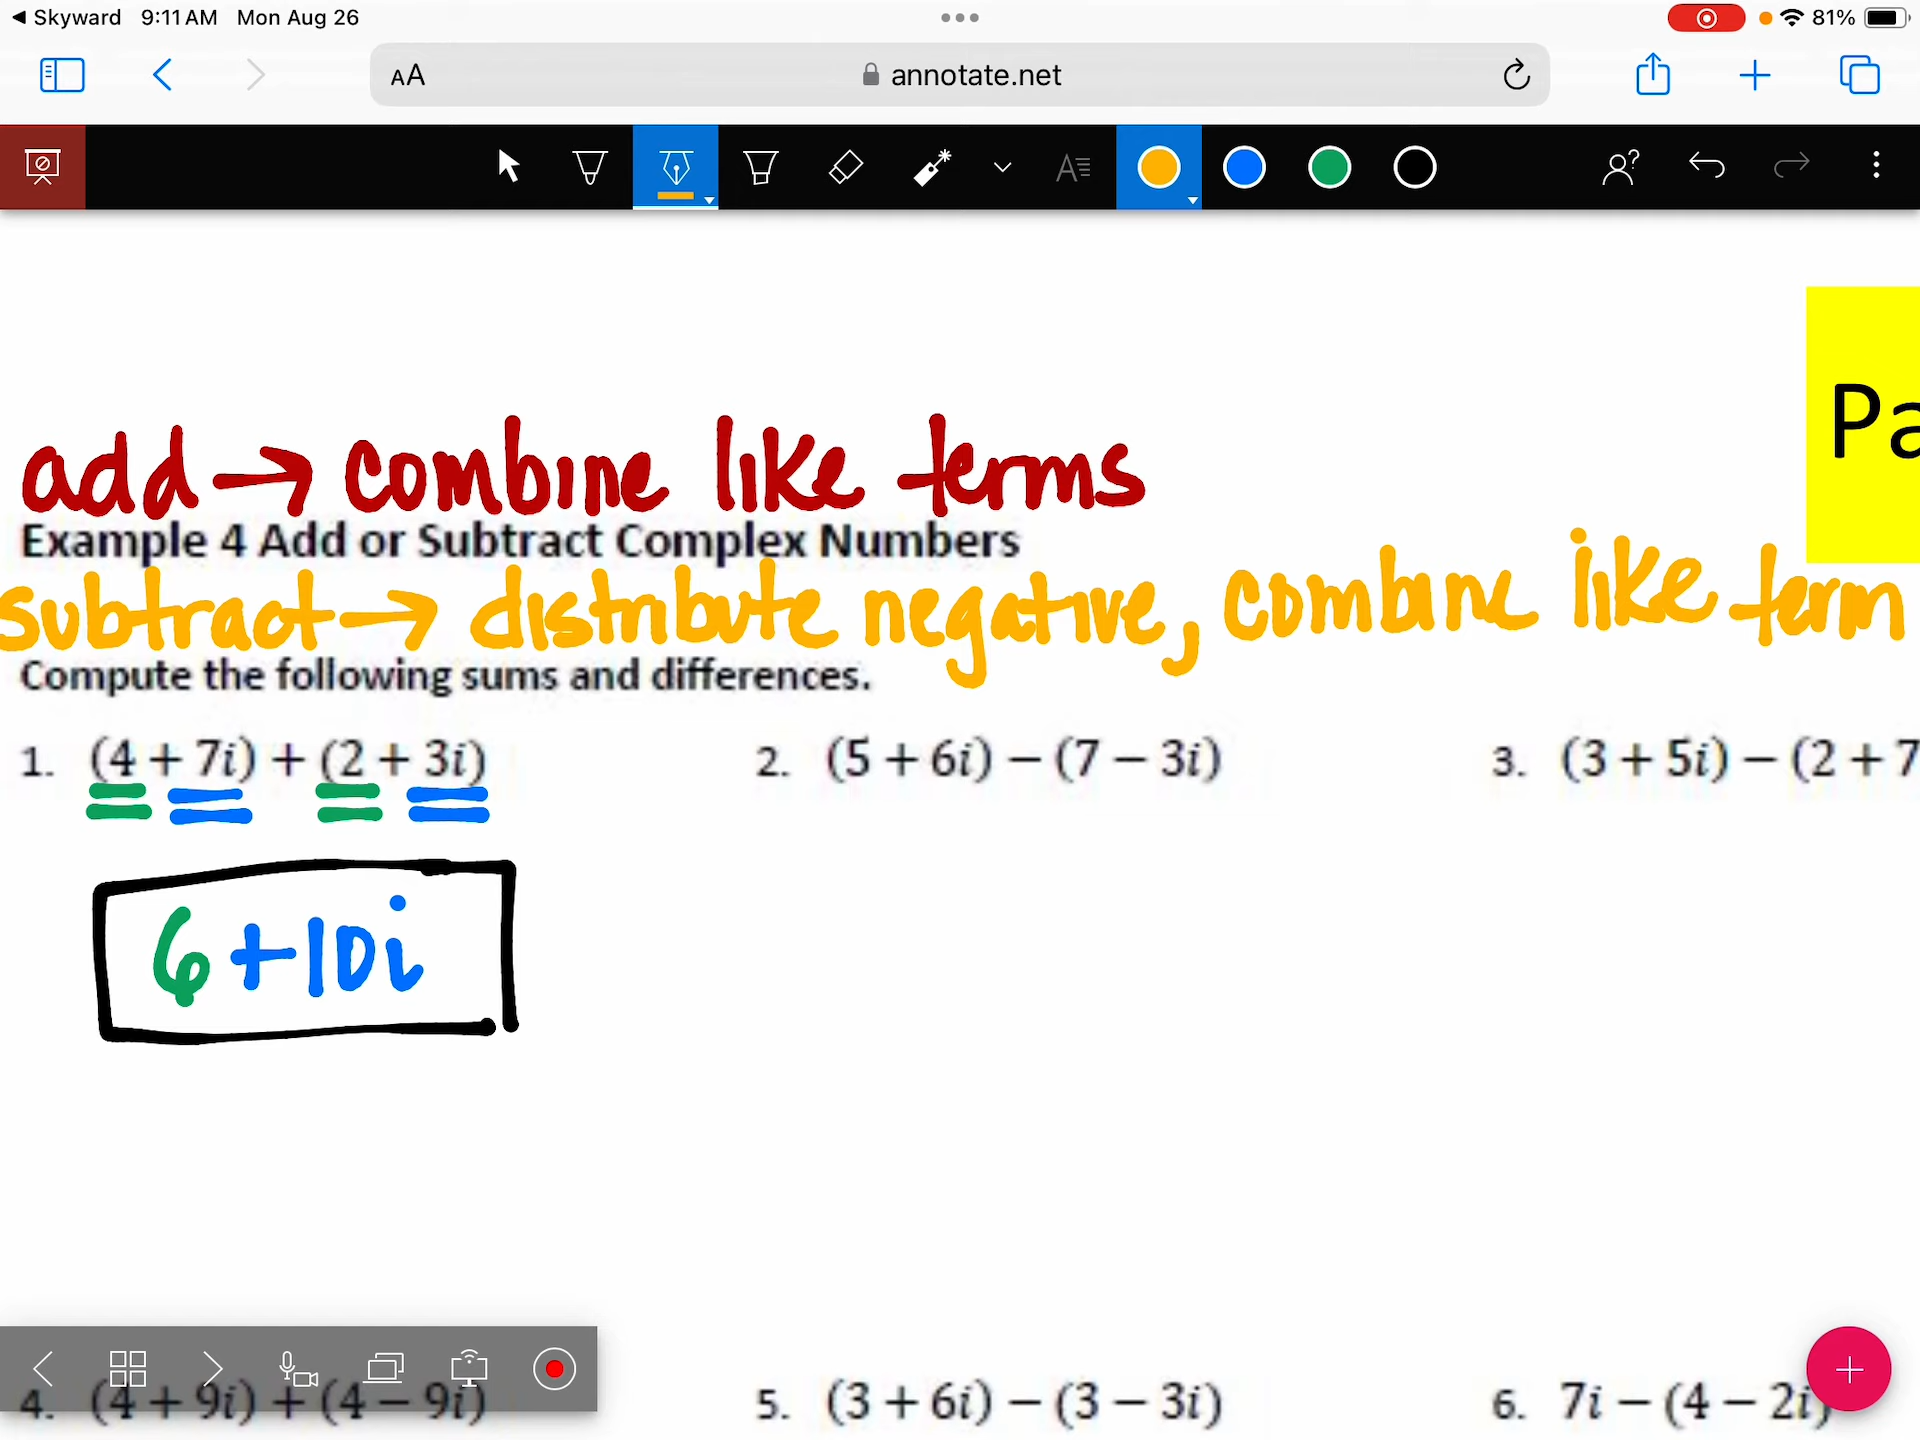 Skyward 9:11 AM Mon Aug 26
81%
AA annotate.net
Pa
add → combine like terms
Example 4 Add or Subtract Complex Numbers
subtract → distribute negative, combine like term
Compute the following sums and differences.
1. (4 + 7i) + (2 + 3i)
2. (5 + 6i) − (7 − 3i)
3. (3 + 5i) − (2 + 7
6 + 10i
4. (4 + 9i) + (4 − 9i)
5. (3 + 6i) − (3 − 3i)
6. 7i − (4 − 2i)